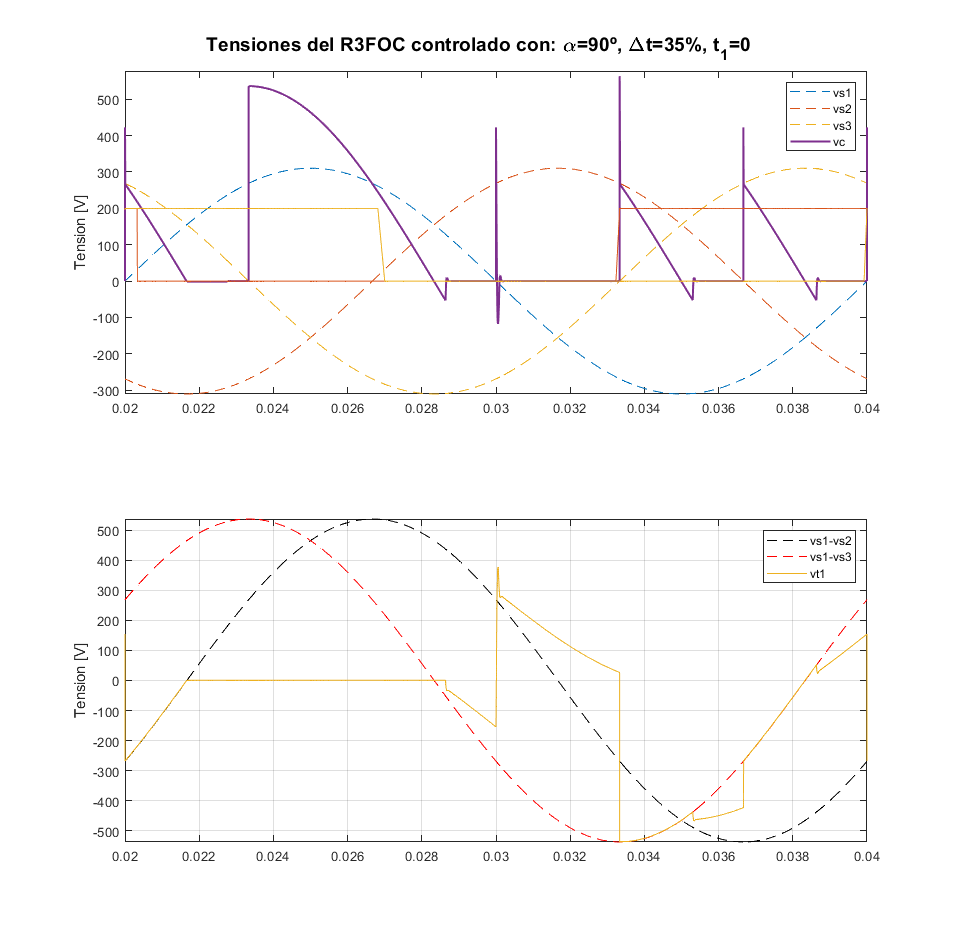 Tensiones del R3FOC controlado con: α=90º, Δt=35%, t1=0
Tension [V]
500
400
300
200
100
0
-100
-200
-300
0.02 0.022 0.024 0.026 0.028 0.03 0.032 0.034 0.036 0.038 0.04
vs1
vs2
vs3
vc
Tension [V]
500
400
300
200
100
0
-100
-200
-300
-400
-500
0.02 0.022 0.024 0.026 0.028 0.03 0.032 0.034 0.036 0.038 0.04
vs1-vs2
vs1-vs3
vt1